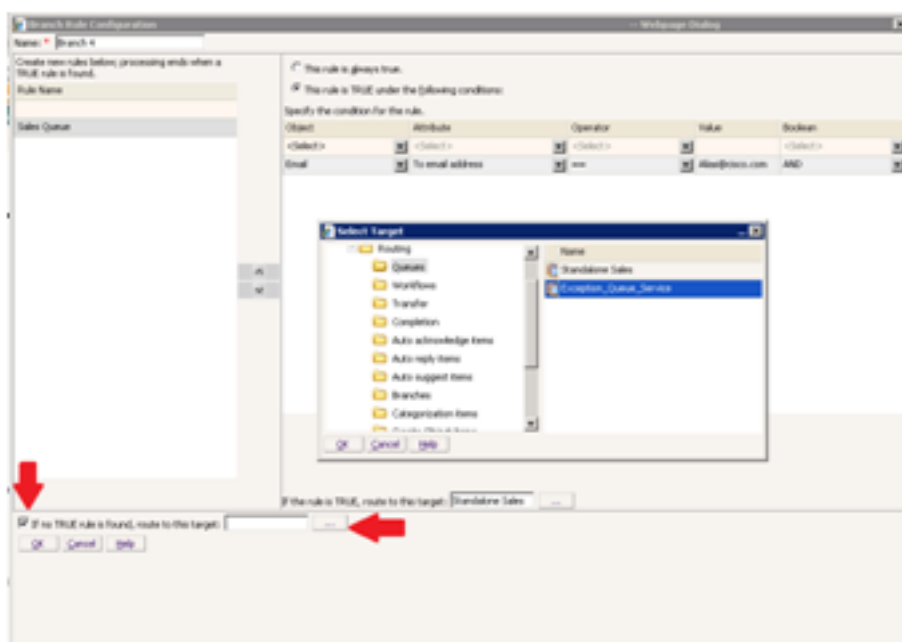 Branch Rule Configuration -- Webpage Dialog
Name: * Branch 4
Create new rules below, processing ends when a
TRUE rule is found.
Rule Name
Sales Queue
This rule is always true.
This rule is TRUE under the following conditions:
Specify the condition for the rule.
Object Attribute Operator Value Boolean
<Select> <Select> <Select> <Select>
Email To email address == Alias@cisco.com AND
Select Target
Routing
Queues
Workflows
Transfer
Completion
Auto acknowledge items
Auto reply items
Auto suggest items
Branches
Categorization items
Name
Standalone Sales
Exception_Queue_Service
OK Cancel Help
If the rule is TRUE, route to this target: Standalone Sales ...
If no TRUE rule is found, route to this target: ...
OK Cancel Help